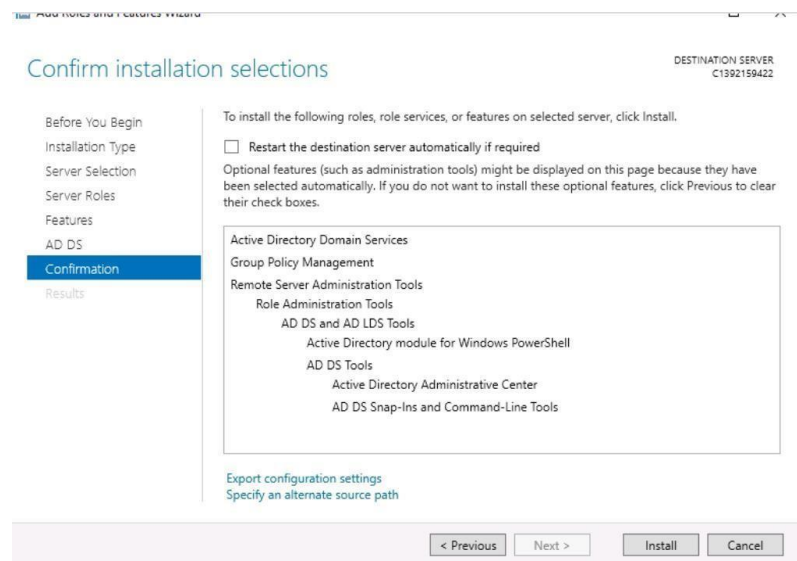 Add Roles and Features Wizard
Confirm installation selections
DESTINATION SERVER
C1392159422
Before You Begin
Installation Type
Server Selection
Server Roles
Features
AD DS
Confirmation
Results
To install the following roles, role services, or features on selected server, click Install.
Restart the destination server automatically if required
Optional features (such as administration tools) might be displayed on this page because they have
been selected automatically. If you do not want to install these optional features, click Previous to clear
their check boxes.
Active Directory Domain Services
Group Policy Management
Remote Server Administration Tools
Role Administration Tools
AD DS and AD LDS Tools
Active Directory module for Windows PowerShell
AD DS Tools
Active Directory Administrative Center
AD DS Snap-Ins and Command-Line Tools
Export configuration settings
Specify an alternate source path
< Previous
Next >
Install
Cancel